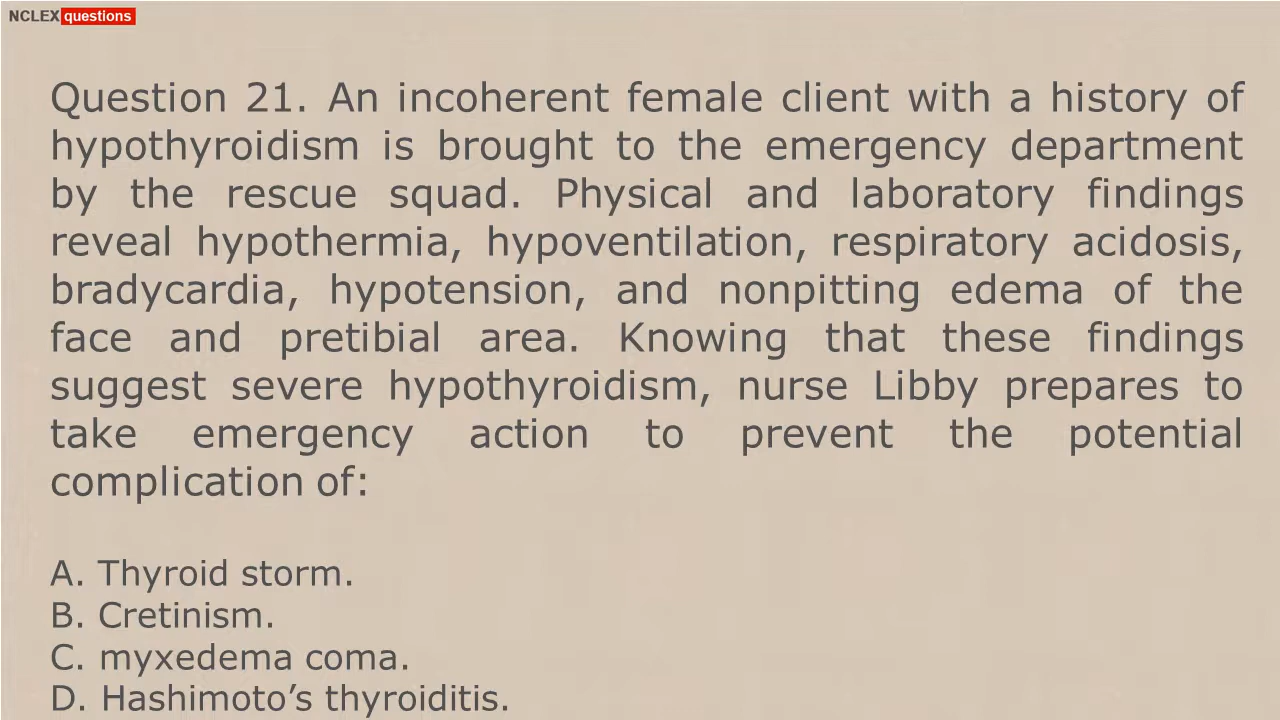 NCLEX questions
Question 21. An incoherent female client with a history of
hypothyroidism is brought to the emergency department
by the rescue squad. Physical and laboratory findings
reveal hypothermia, hypoventilation, respiratory acidosis,
bradycardia, hypotension, and nonpitting edema of the
face and pretibial area. Knowing that these findings
suggest severe hypothyroidism, nurse Libby prepares to
take emergency action to prevent the potential
complication of:
A. Thyroid storm.
B. Cretinism.
C. myxedema coma.
D. Hashimoto’s thyroiditis.